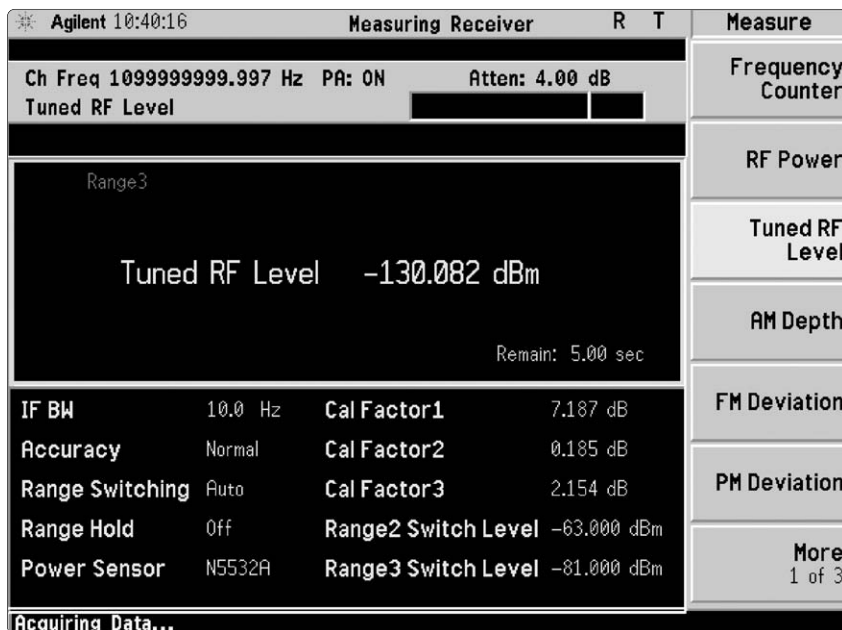 Agilent 10:40:16 Measuring Receiver R T Measure
Ch Freq 1099999999.997 Hz PA: ON Atten: 4.00 dB
Tuned RF Level
Range3
Tuned RF Level -130.082 dBm
Remain: 5.00 sec
IF BW 10.0 Hz Cal Factor1 7.187 dB
Accuracy Normal Cal Factor2 0.185 dB
Range Switching Auto Cal Factor3 2.154 dB
Range Hold Off Range2 Switch Level -63.000 dBm
Power Sensor N5532A Range3 Switch Level -81.000 dBm
Acquiring Data...
Frequency
Counter
RF Power
Tuned RF
Level
AM Depth
FM Deviation
PM Deviation
More
1 of 3